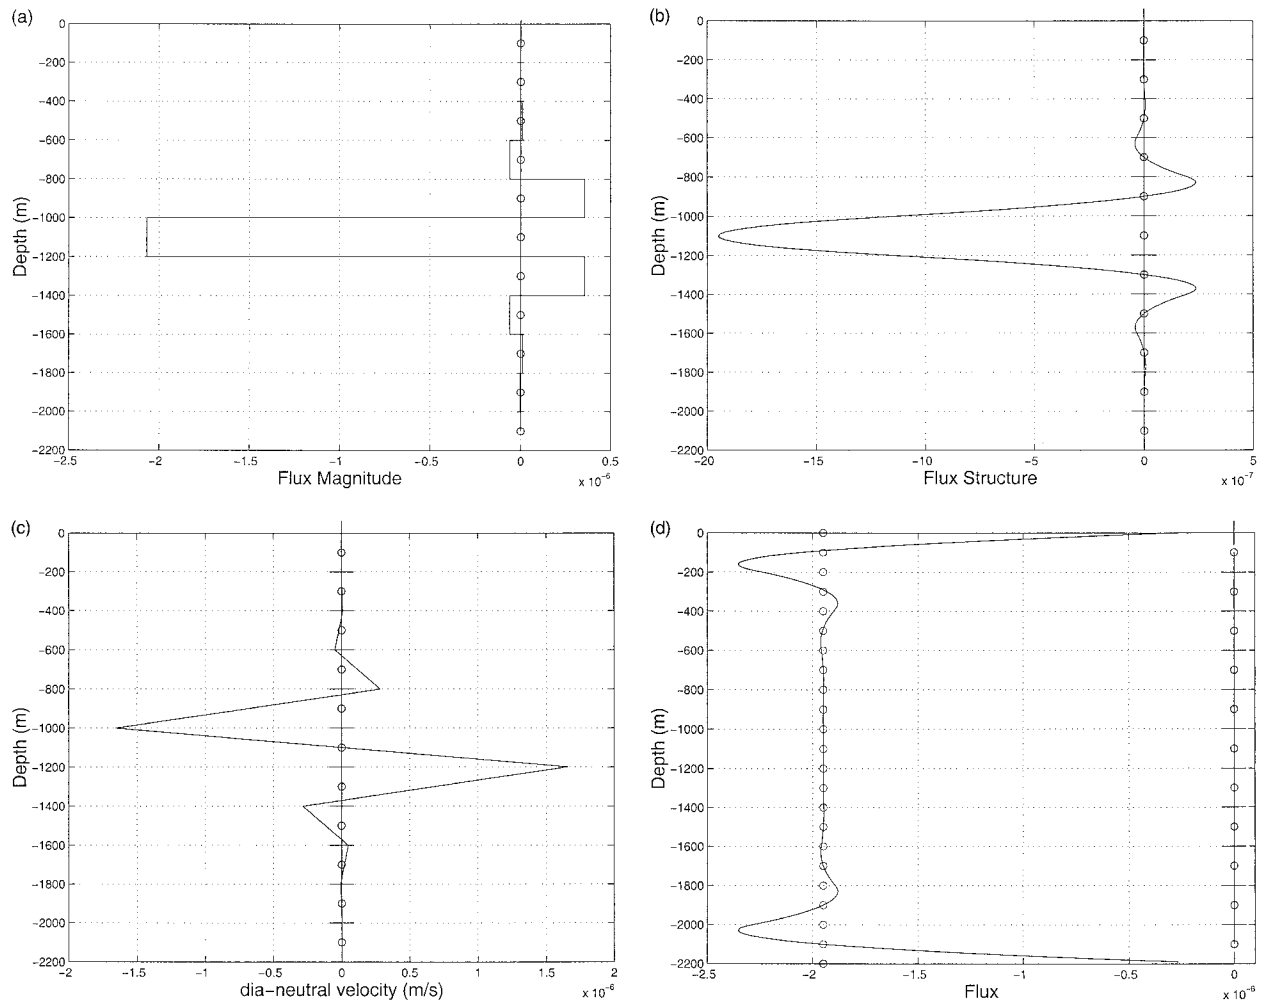 (a)
0
−200
−400
−600
−800
−1000
−1200
−1400
−1600
−1800
−2000
−2200
Depth (m)
−2.5 −2 −1.5 −1 −0.5 0 0.5
Flux Magnitude
x 10⁻⁶
(b)
0
−200
−400
−600
−800
−1000
−1200
−1400
−1600
−1800
−2000
−2200
Depth (m)
−20 −15 −10 −5 0 5
Flux Structure
x 10⁻⁷
(c)
0
−200
−400
−600
−800
−1000
−1200
−1400
−1600
−1800
−2000
−2200
Depth (m)
−2 −1.5 −1 −0.5 0 0.5 1 1.5 2
dia−neutral velocity (m/s)
x 10⁻⁶
(d)
0
−200
−400
−600
−800
−1000
−1200
−1400
−1600
−1800
−2000
−2200
Depth (m)
−2.5 −2 −1.5 −1 −0.5 0
Flux
x 10⁻⁶